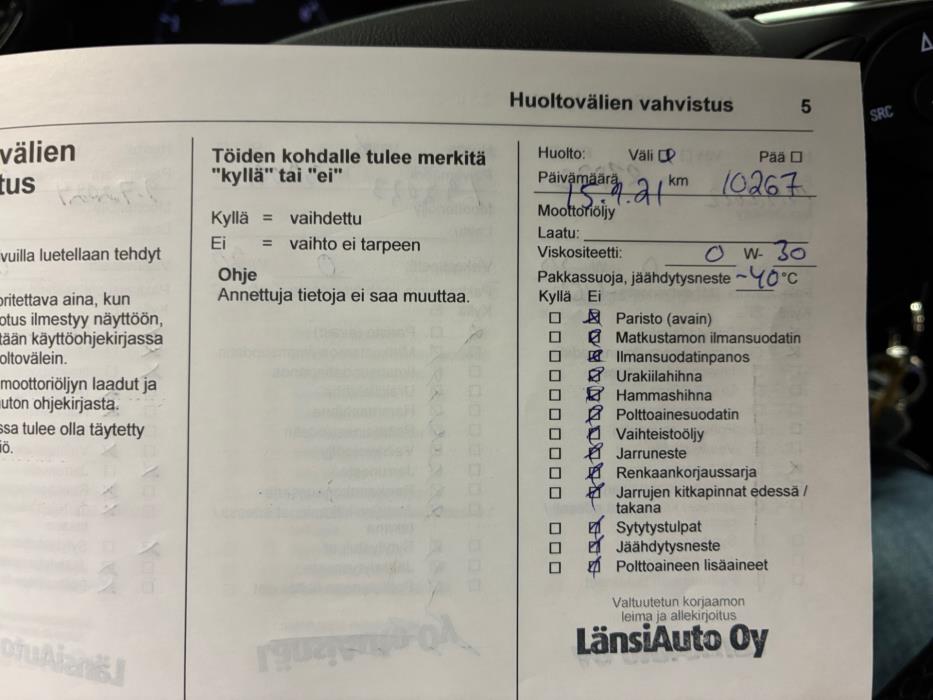 Huoltovälien vahvistus 5
välien
tus
vuilla luetellaan tehdyt
oritettava aina, kun
otus ilmestyy näyttöön,
tään käyttöohjekirjassa
oltovälein.
moottoriöljyn laadut ja
auton ohjekirjasta.
ssa tulee olla täytetty
iö.
Töiden kohdalle tulee merkitä
"kyllä" tai "ei"
Kyllä = vaihdettu
Ei = vaihto ei tarpeen
Ohje
Annettuja tietoja ei saa muuttaa.
Huolto: Väli Pää
Päivämäärä 15.9.21 km 10267
Moottoriöljy
Laatu:
Viskositeetti: 0 W- 30
Pakkassuoja, jäähdytysneste ~40 °C
Kyllä Ei
Paristo (avain)
Matkustamon ilmansuodatin
Ilmansuodatinpanos
Urakiilahihna
Hammashihna
Polttoainesuodatin
Vaihteistoöljy
Jarruneste
Renkaankorjaussarja
Jarrujen kitkapinnat edessä /
takana
Sytytystulpat
Jäähdytysneste
Polttoaineen lisäaineet
Valtuutetun korjaamon
leima ja allekirjoitus
LänsiAuto Oy
SRC